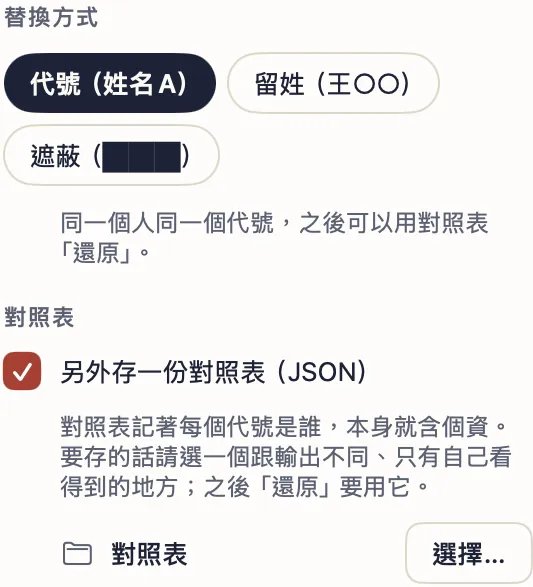 替換方式
代號（姓名A）
留姓（王〇〇）
遮蔽（████）
同一個人同一個代號，之後可以用對照表
「還原」。
對照表
另外存一份對照表（JSON）
對照表記著每個代號是誰，本身就含個資。
要存的話請選一個跟輸出不同、只有自己看
得到的地方；之後「還原」要用它。
對照表
選擇...